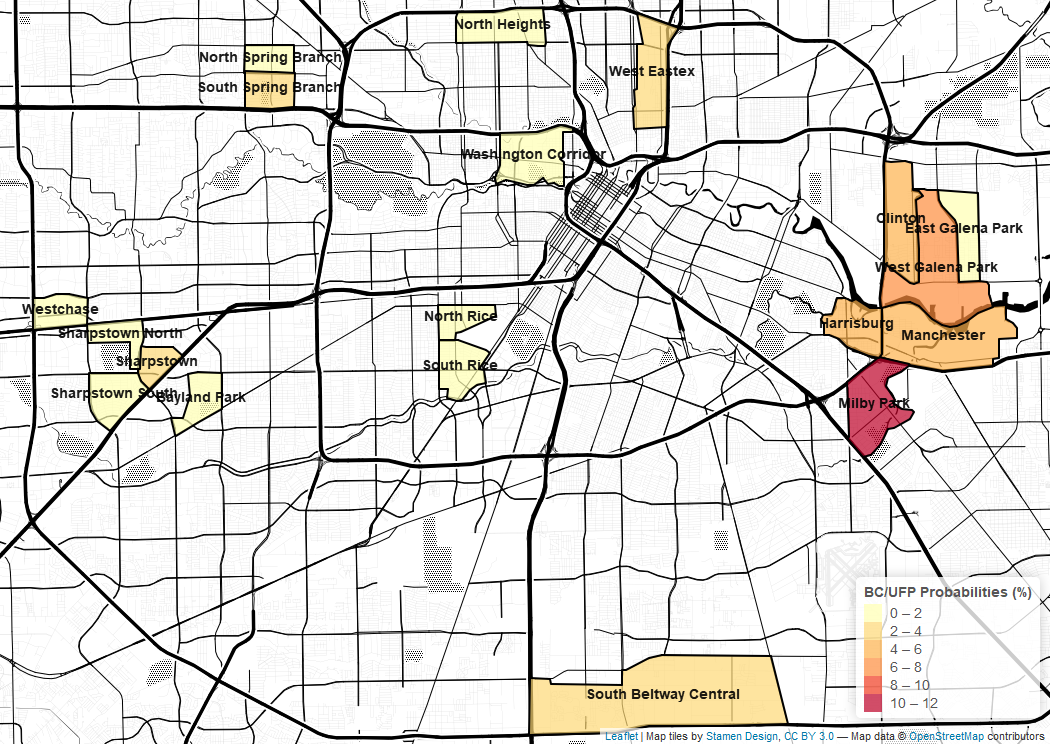 North Heights
North Spring Branch
West Eastex
South Spring Branch
Washington Corridor
Clinton
East Galena Park
West Galena Park
Westchase
North Rice
Harrisburg
Sharpstown North
Manchester
Sharpstown
South Rice
Sharpstown South
Bayland Park
Milby Park
BC/UFP Probabilities (%)
0 – 2
2 – 4
4 – 6
6 – 8
8 – 10
10 – 12
South Beltway Central
Leaflet | Map tiles by Stamen Design, CC BY 3.0 — Map data © OpenStreetMap contributors